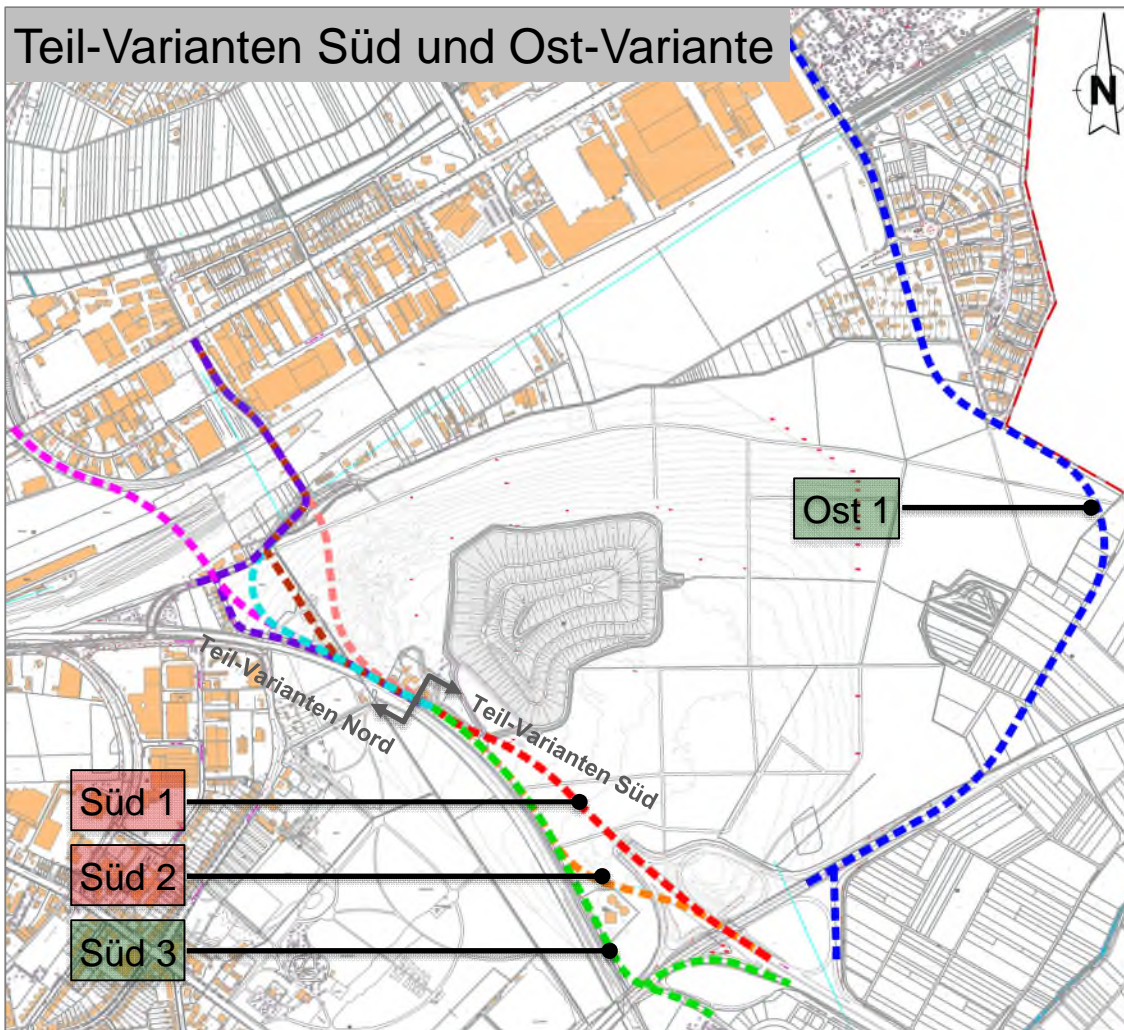 Teil-Varianten Süd und Ost-Variante
N
Ost 1
Teil-Varianten Nord
Teil-Varianten Süd
Süd 1
Süd 2
Süd 3